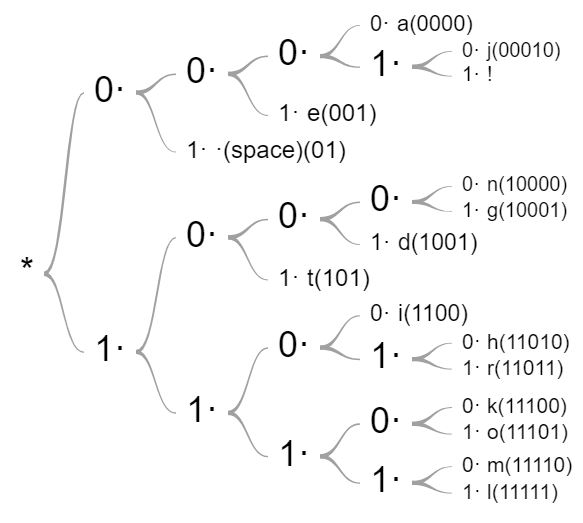 0· a(0000)
0· j(00010)
0·
1·
1· !
0·
0·
1· e(001)
1· ·(space)(01)
0· n(10000)
0·
1· g(10001)
0·
0·
1· d(1001)
*
1· t(101)
0· i(1100)
1·
0·
0· h(11010)
1·
1· r(11011)
1·
0· k(11100)
0·
1· o(11101)
1·
0· m(11110)
1·
1· l(11111)